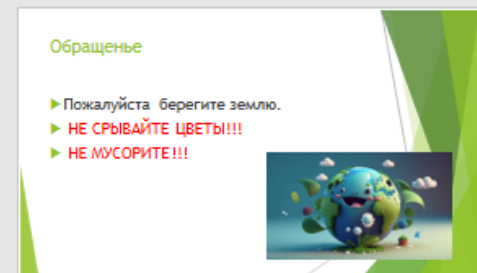 Обращенье
Пожалуйста берегите землю.
НЕ СРЫВАЙТЕ ЦВЕТЫ!!!
НЕ МУСОРИТЕ!!!